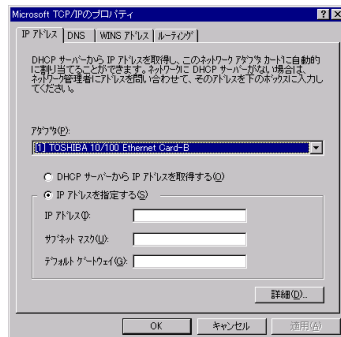 Microsoft TCP/IPのプロパティ
IP アドレス DNS WINS アドレス ルーティング
DHCP サーバーから IP アドレスを取得し、このネットワーク アダプタ カードに自動的
に割り当てることができます。ネットワークに DHCP サーバーがない場合は、
ネットワーク管理者にアドレスを問い合わせて、そのアドレスを下のボックスに入力し
てください。
アダプタ(P):
[1] TOSHIBA 10/100 Ethernet Card-B
DHCP サーバーから IP アドレスを取得する(O)
IP アドレスを指定する(S)
IP アドレス(I):
サブネット マスク(U):
デフォルト ゲートウェイ(G):
詳細(D)...
OK キャンセル 適用(A)